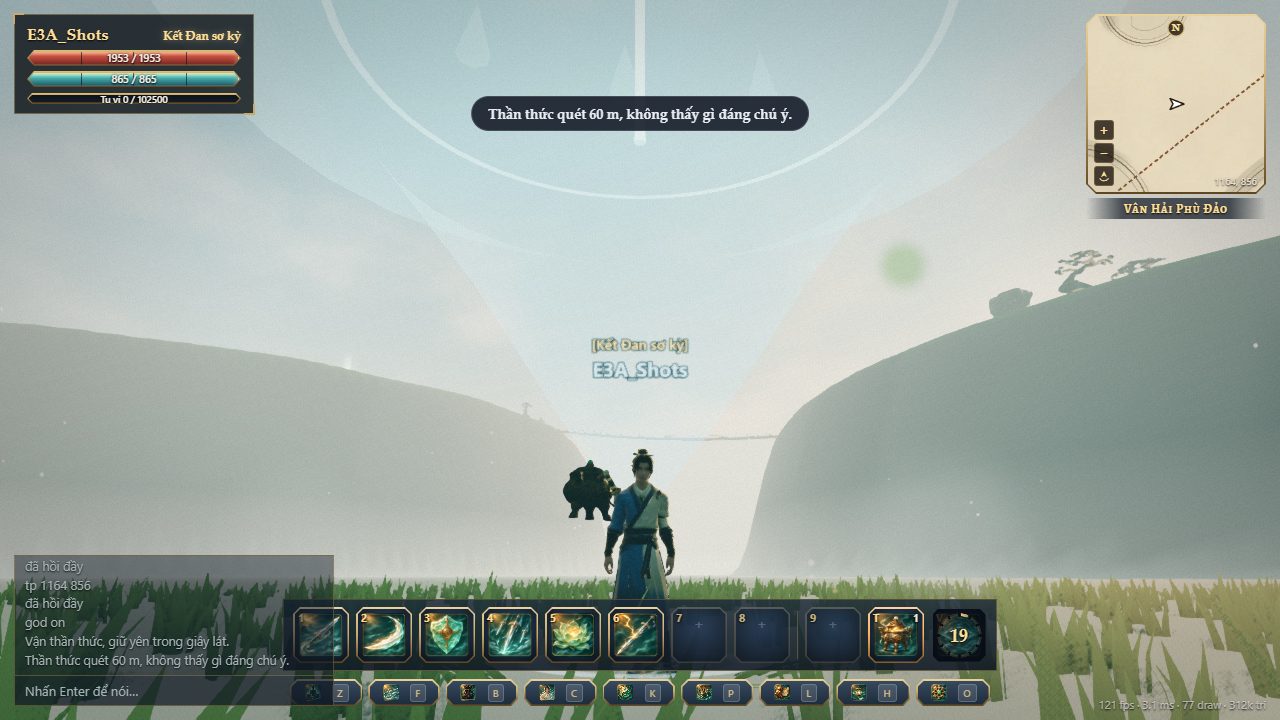 E3A_Shots
Kết Đan sơ kỳ
1953 / 1953
865 / 865
Tu vi 0 / 102500
Thần thức quét 60 m, không thấy gì đáng chú ý.
N
+
−
1164, 856
Vân Hải Phù Đảo
[Kết Đan sơ kỳ]
E3A_Shots
đã hồi đầy
tp 1164 856
đã hồi đầy
god on
Vận thần thức, giữ yên trong giây lát.
Thần thức quét 60 m, không thấy gì đáng chú ý.
Nhấn Enter để nói...
1 2 3 4 5 6 7 8 9 T 1 19
Z F B C K P L H O
121 fps · 3.1 ms · 77 draw · 312k tri